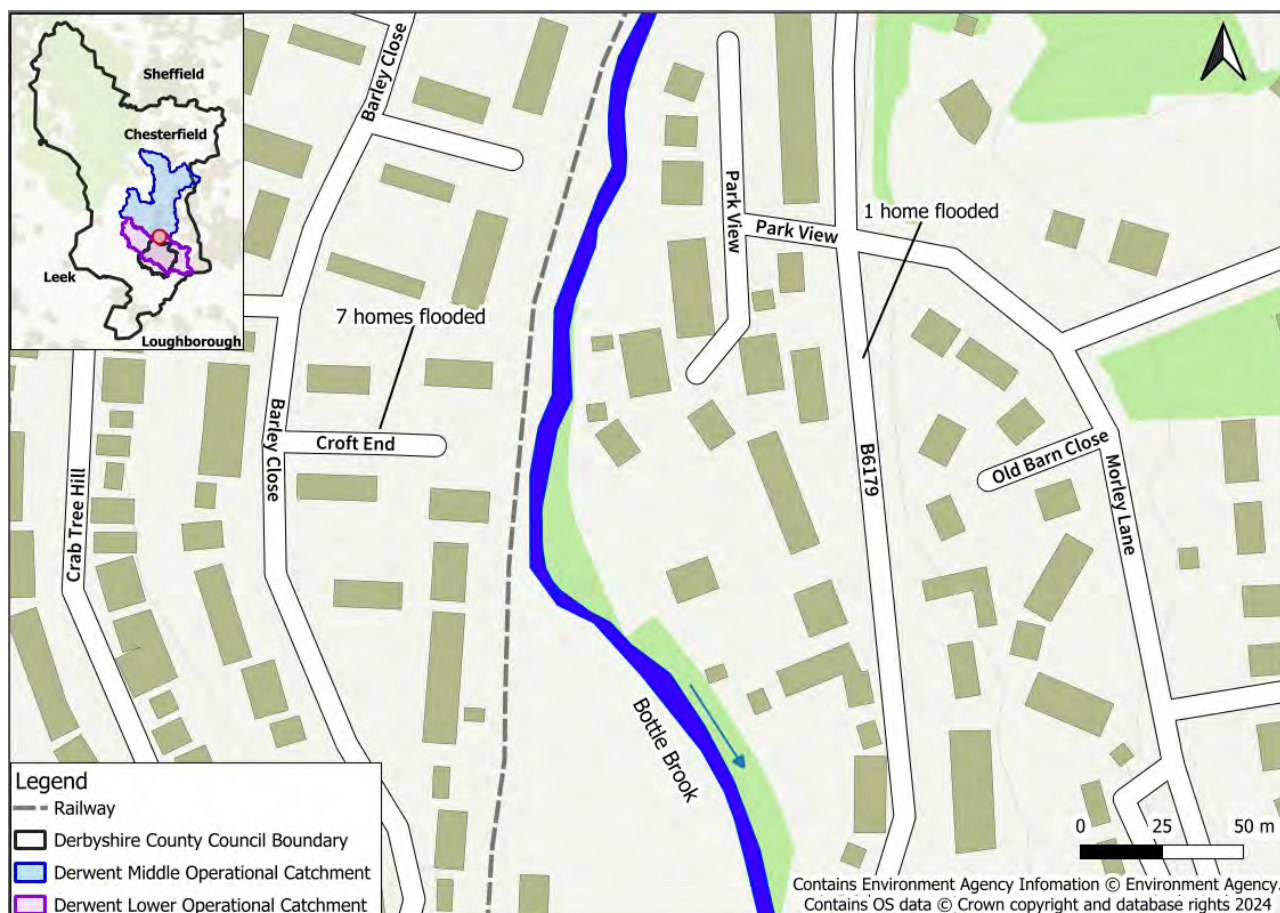 Sheffield
Chesterfield
Leek
Loughborough
Barley Close
Park View
Park View
1 home flooded
7 homes flooded
Croft End
Barley Close
Crab Tree Hill
B6179
Old Barn Close
Morley Lane
Bottle Brook
Legend
Railway
Derbyshire County Council Boundary
Derwent Middle Operational Catchment
Derwent Lower Operational Catchment
0 25 50 m
Contains Environment Agency Infomation © Environment Agency.
Contains OS data © Crown copyright and database rights 2024